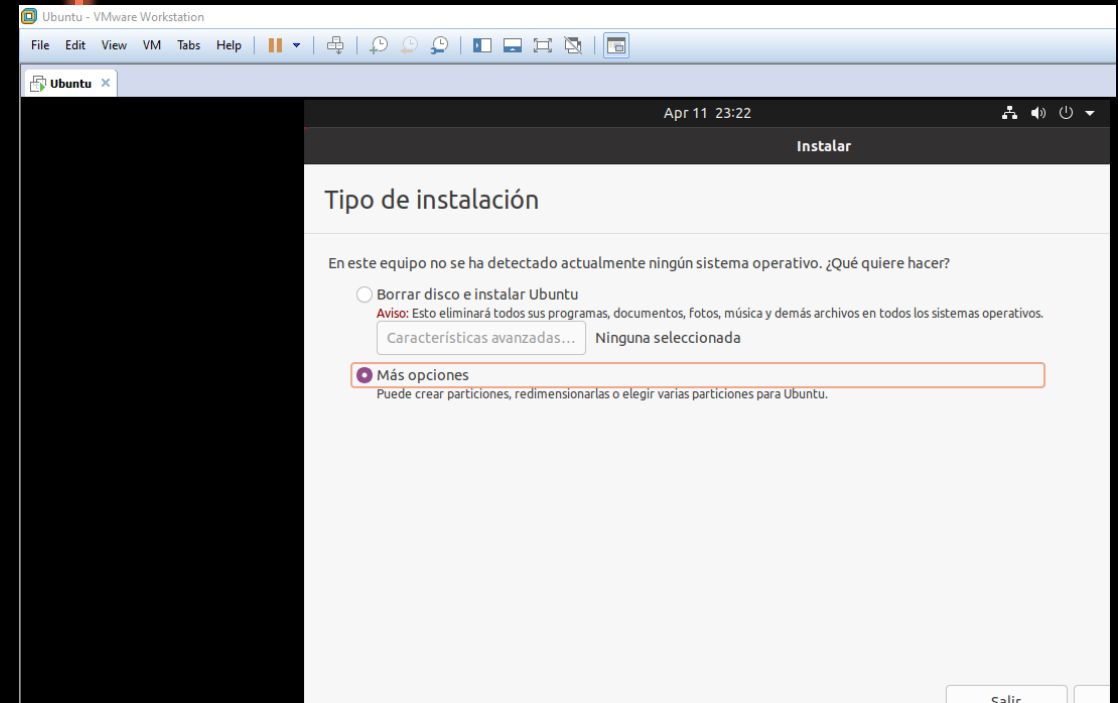 Ubuntu - VMware Workstation
File Edit View VM Tabs Help
Ubuntu
Apr 11 23:22
Instalar
Tipo de instalación
En este equipo no se ha detectado actualmente ningún sistema operativo. ¿Qué quiere hacer?
Borrar disco e instalar Ubuntu
Aviso: Esto eliminará todos sus programas, documentos, fotos, música y demás archivos en todos los sistemas operativos.
Características avanzadas... Ninguna seleccionada
Más opciones
Puede crear particiones, redimensionarlas o elegir varias particiones para Ubuntu.
Salir